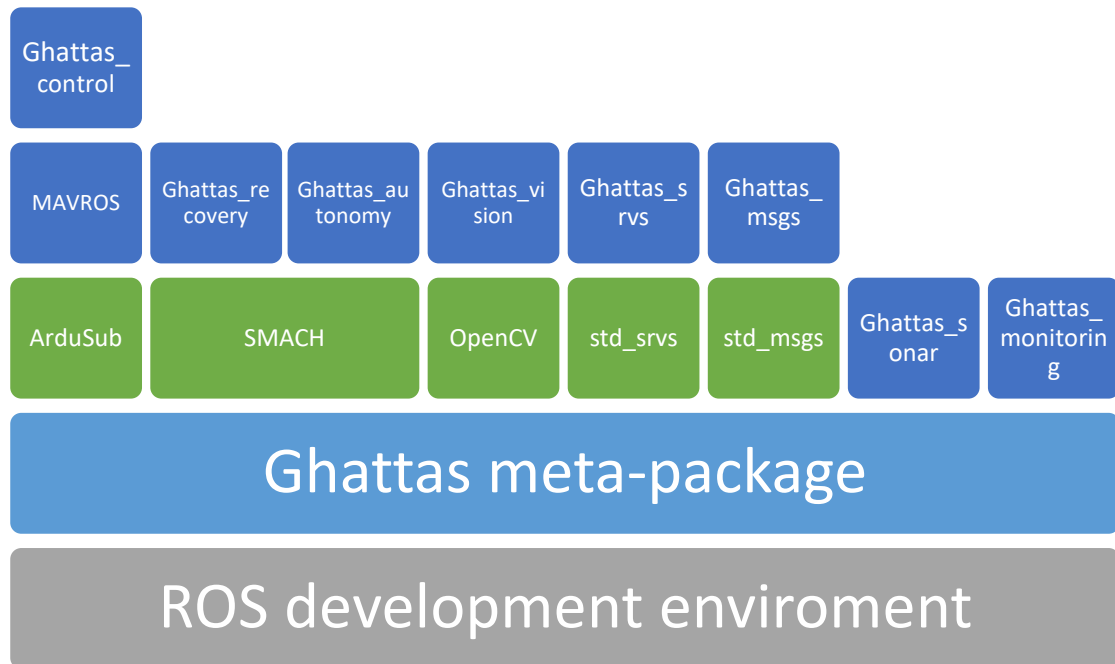 Ghattas_
control
MAVROS
Ghattas_re
covery
Ghattas_au
tonomy
Ghattas_vi
sion
Ghattas_s
rvs
Ghattas_
msgs
ArduSub
SMACH
OpenCV
std_srvs
std_msgs
Ghattas_s
onar
Ghattas_
monitorin
g
Ghattas meta-package
ROS development enviroment